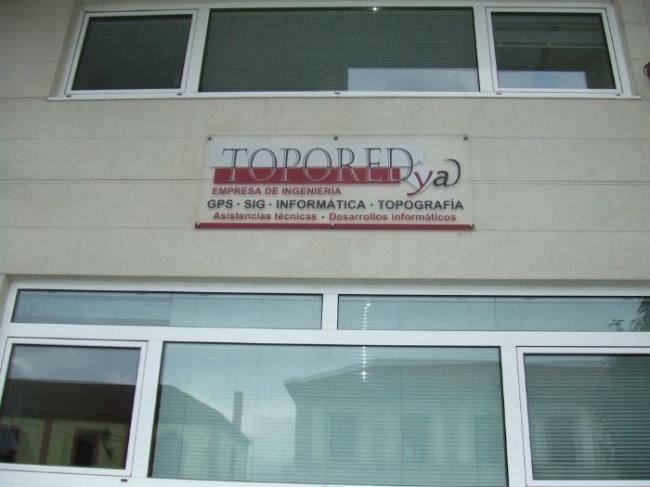 TOPORED (ya)
EMPRESA DE INGENIERÍA
GPS · SIG · INFORMÁTICA · TOPOGRAFÍA
Asistencias técnicas · Desarrollos informáticos